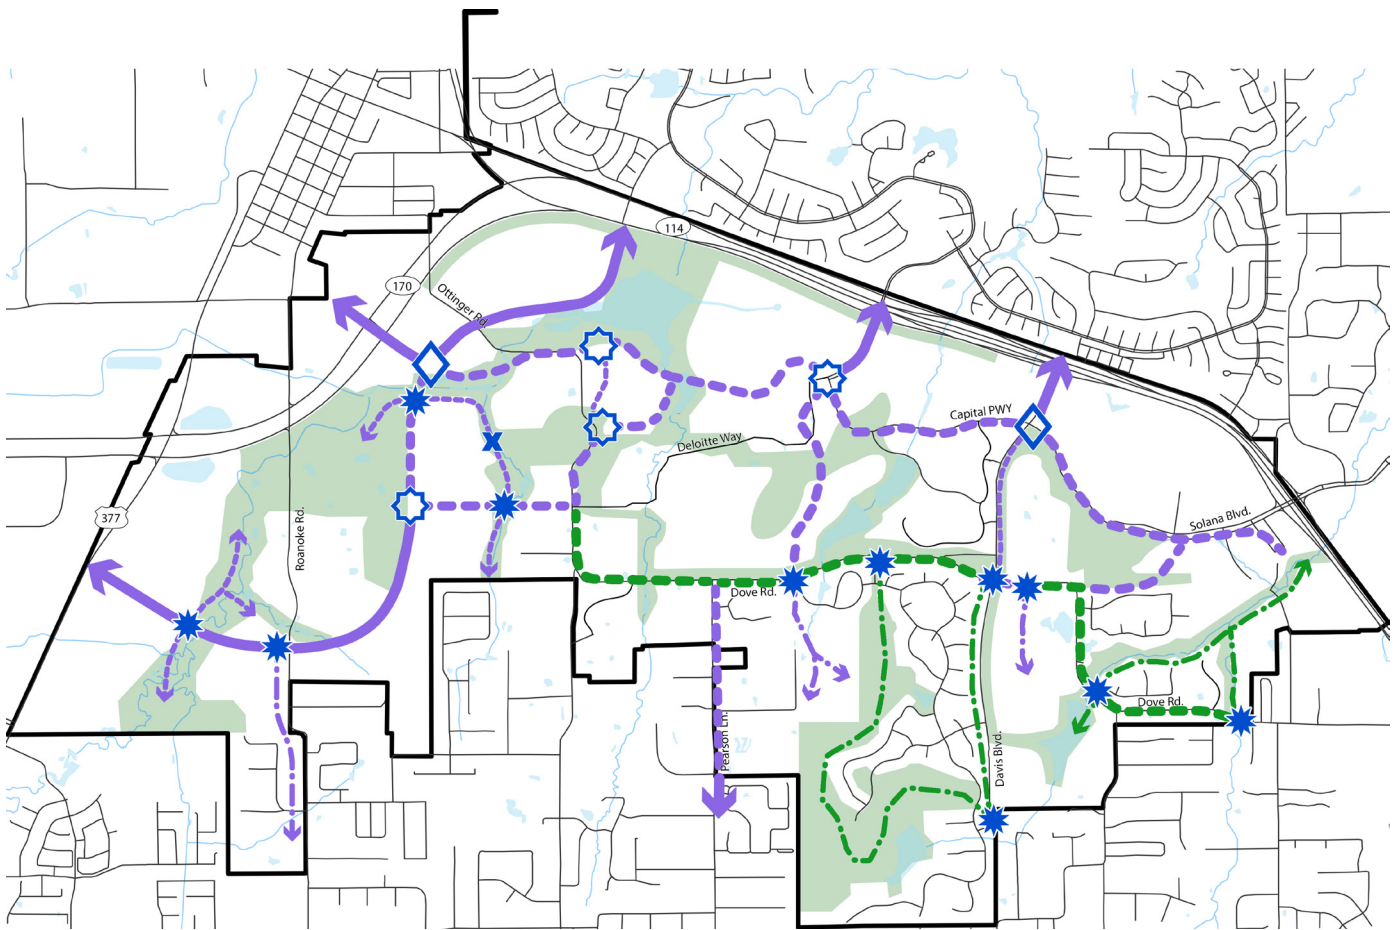 114
170
Ottinger Rd.
Capital PWY
Deloitte Way
377
Roanoke Rd.
Solana Blvd.
Dove Rd.
Dove Rd.
Pearson Ln.
Davis Blvd.